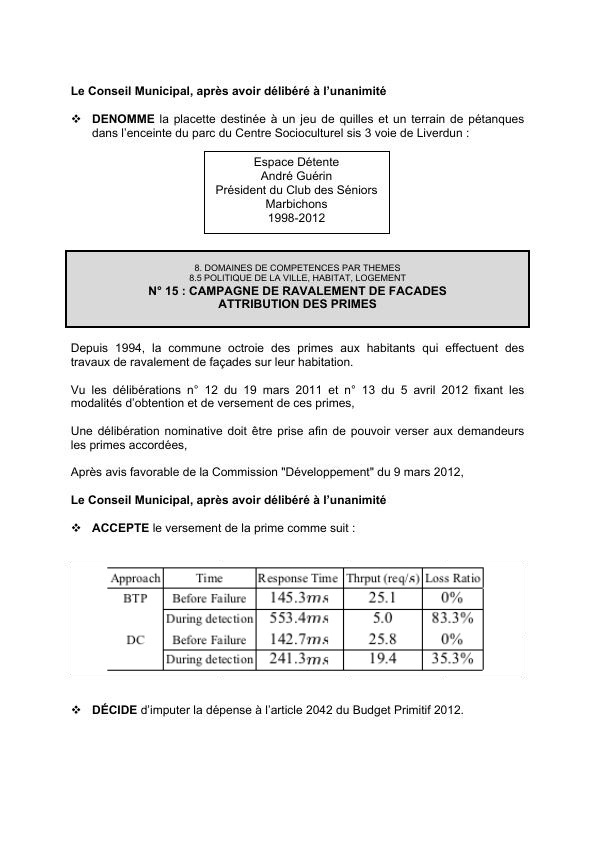 Le Conseil Municipal, après avoir délibéré à l'unanimité
❖ DENOMME la placette destinée à un jeu de quilles et un terrain de pétanques
dans l'enceinte du parc du Centre Socioculturel sis 3 voie de Liverdun :
Espace Détente
André Guérin
Président du Club des Séniors
Marbichons
1998-2012
8. DOMAINES DE COMPETENCES PAR THEMES
8.5 POLITIQUE DE LA VILLE, HABITAT, LOGEMENT
N° 15 : CAMPAGNE DE RAVALEMENT DE FACADES
ATTRIBUTION DES PRIMES
Depuis 1994, la commune octroie des primes aux habitants qui effectuent des
travaux de ravalement de façades sur leur habitation.
Vu les délibérations n° 12 du 19 mars 2011 et n° 13 du 5 avril 2012 fixant les
modalités d'obtention et de versement de ces primes,
Une délibération nominative doit être prise afin de pouvoir verser aux demandeurs
les primes accordées,
Après avis favorable de la Commission "Développement" du 9 mars 2012,
Le Conseil Municipal, après avoir délibéré à l'unanimité
❖ ACCEPTE le versement de la prime comme suit :
Approach Time Response Time Thrput (req/s) Loss Ratio
BTP Before Failure 145.3ms 25.1 0%
During detection 553.4ms 5.0 83.3%
DC Before Failure 142.7ms 25.8 0%
During detection 241.3ms 19.4 35.3%
❖ DÉCIDE d'imputer la dépense à l'article 2042 du Budget Primitif 2012.